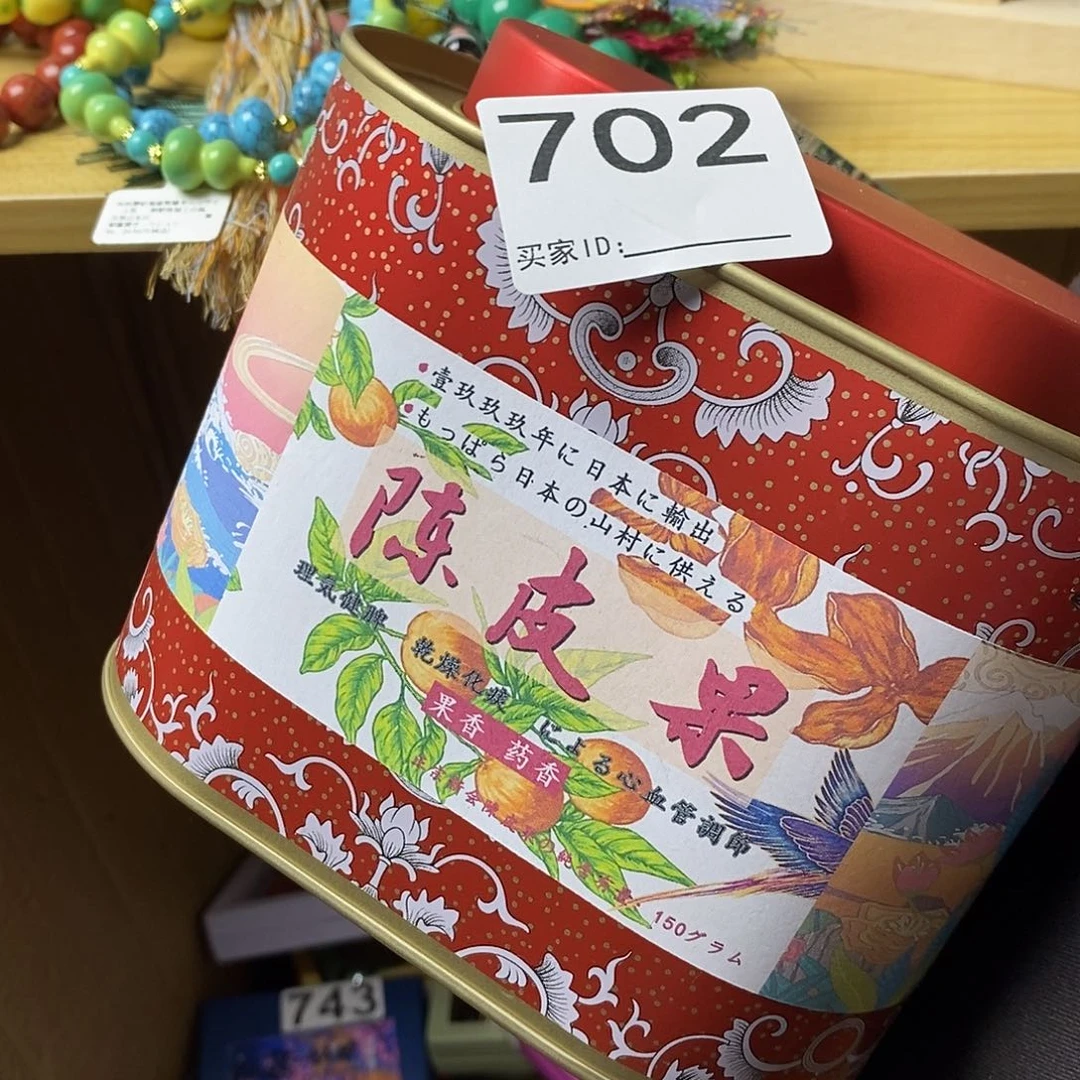 702
买家ID:
壹玖玖玖年に日本に輸出
もっぱら日本の山村に供える
陈皮果
理気健脾 乾燥化痰 による心血管調節
果香 药香
150グラム
743